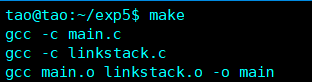 tao@tao:~/exp5$ make
gcc -c main.c
gcc -c linkstack.c
gcc main.o linkstack.o -o main